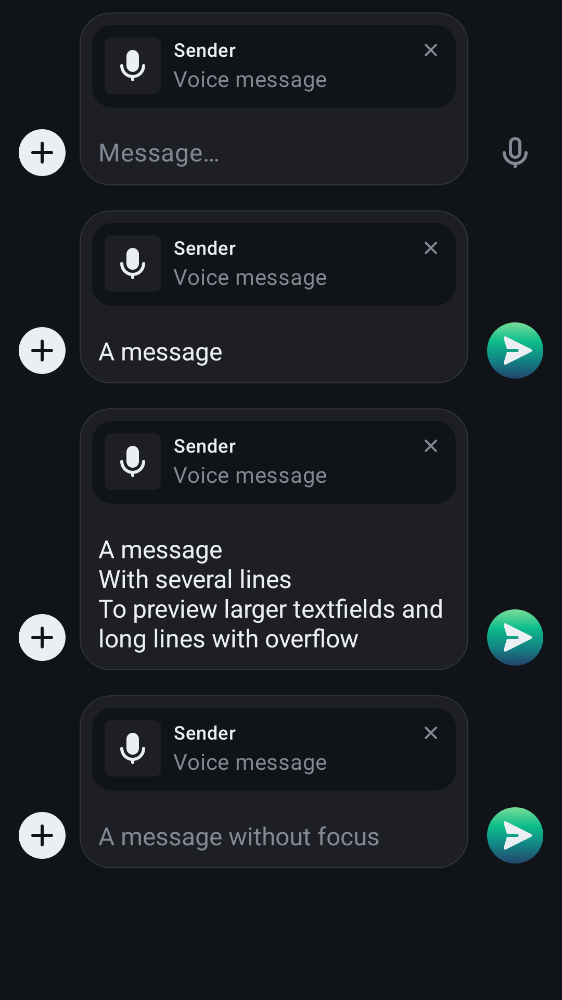 Sender
Voice message
Message…
Sender
Voice message
A message
Sender
Voice message
A message
With several lines
To preview larger textfields and
long lines with overflow
Sender
Voice message
A message without focus